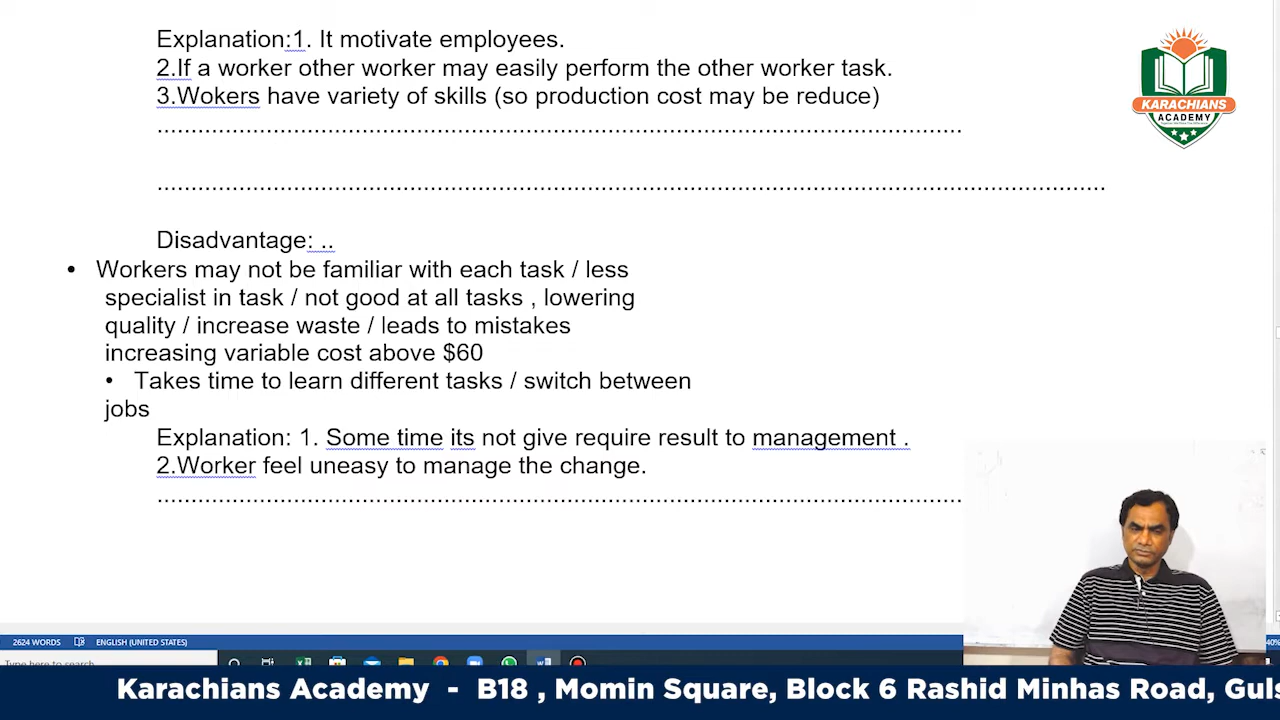 Explanation:1. It motivate employees.
2.If a worker other worker may easily perform the other worker task.
3.Wokers have variety of skills (so production cost may be reduce)
........................................................................................................................
.............................................................................................................................................
Disadvantage: ..
• Workers may not be familiar with each task / less
specialist in task / not good at all tasks , lowering
quality / increase waste / leads to mistakes
increasing variable cost above $60
• Takes time to learn different tasks / switch between
jobs
Explanation: 1. Some time its not give require result to management .
2.Worker feel uneasy to manage the change.
........................................................................................................................
KARACHIANS
ACADEMY
2624 WORDS ENGLISH (UNITED STATES)
40%
Type here to search
Karachians Academy - B18 , Momin Square, Block 6 Rashid Minhas Road, Guls